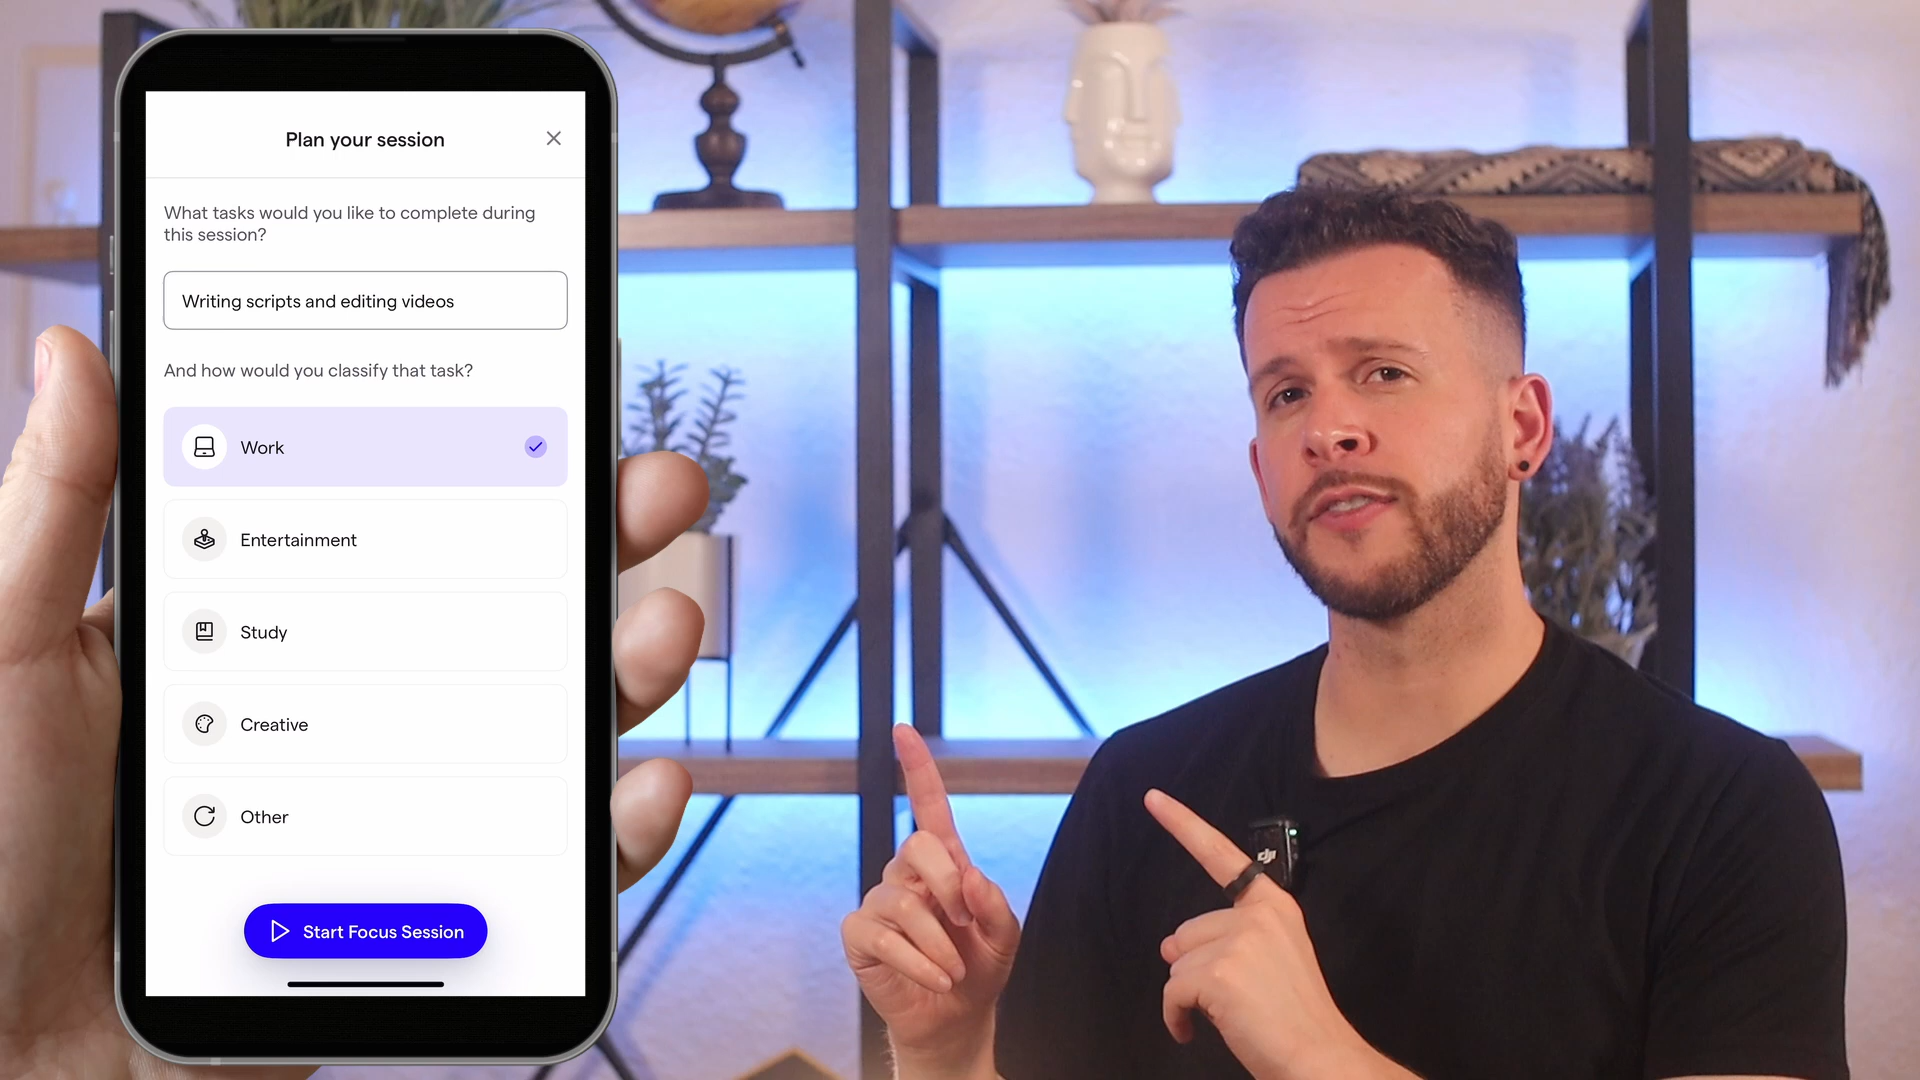 Plan your session
What tasks would you like to complete during
this session?
Writing scripts and editing videos
And how would you classify that task?
Work
Entertainment
Study
Creative
Other
Start Focus Session
dji